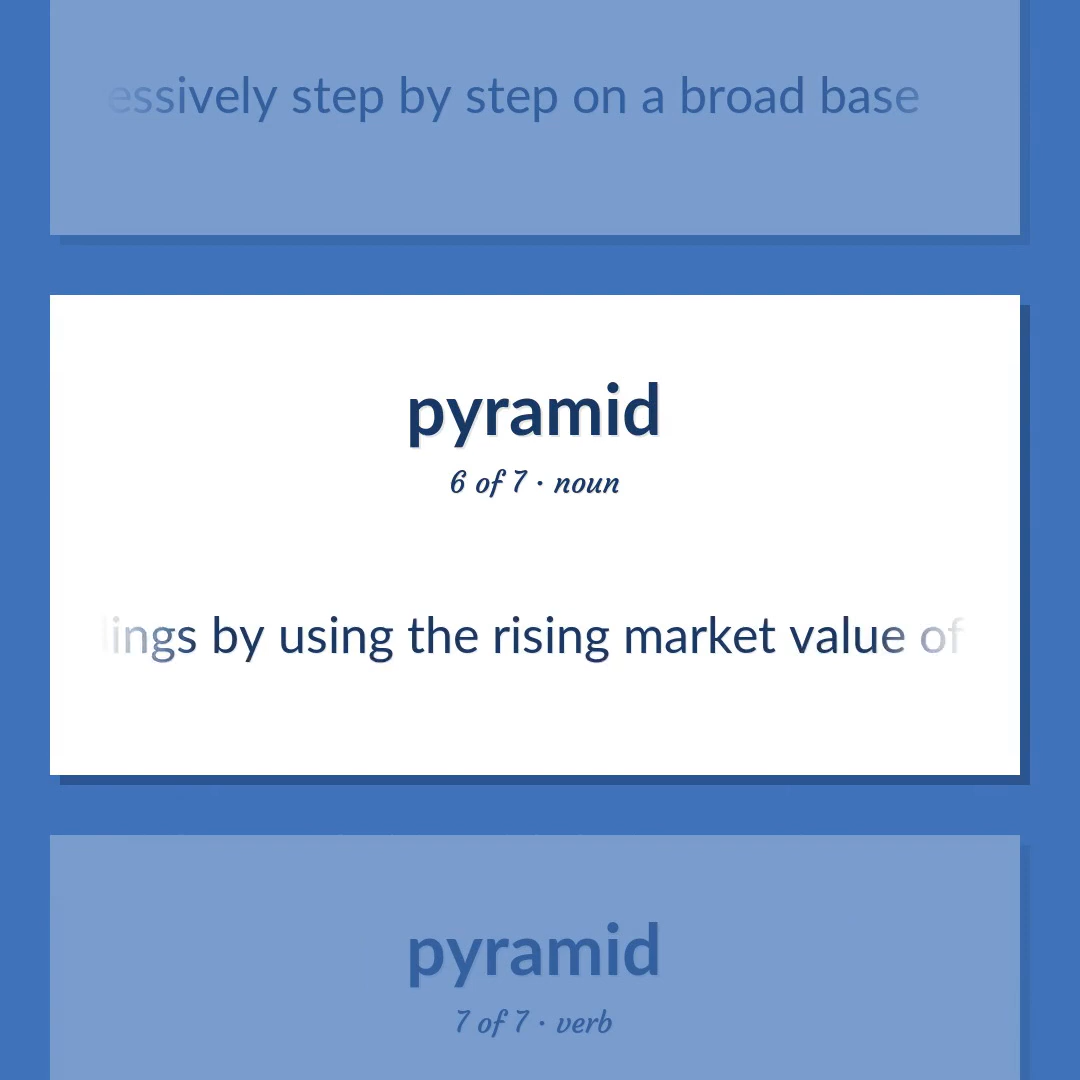 essively step by step on a broad base
pyramid
6 of 7 · noun
ings by using the rising market value of
pyramid
7 of 7 · verb